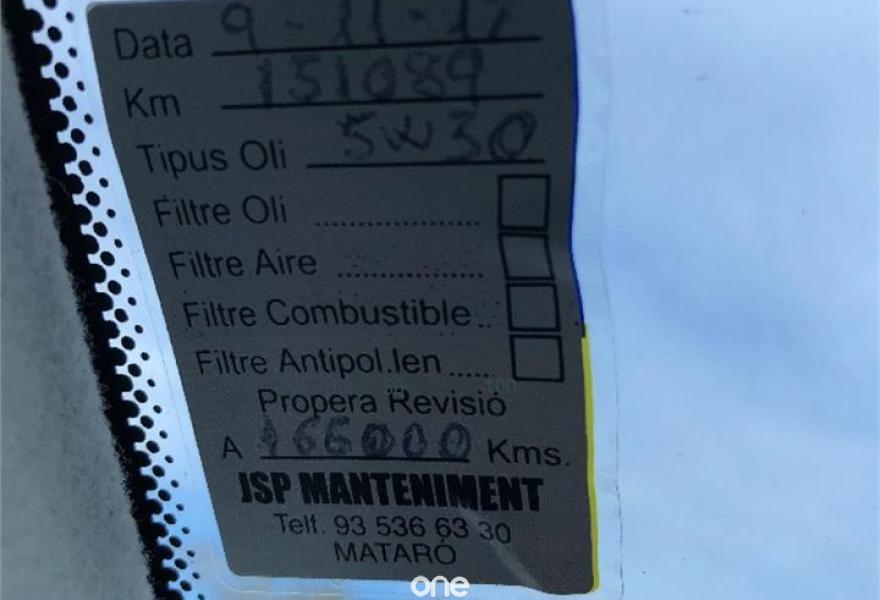 Data 9-11-17
Km 151089
Tipus Oli 5W30
Filtre Oli ....................
Filtre Aire ..................
Filtre Combustible..
Filtre Antipol.len ......
Propera Revisió
A 166000 Kms.
JSP MANTENIMENT
Telf. 93 536 63 30
MATARÓ
one